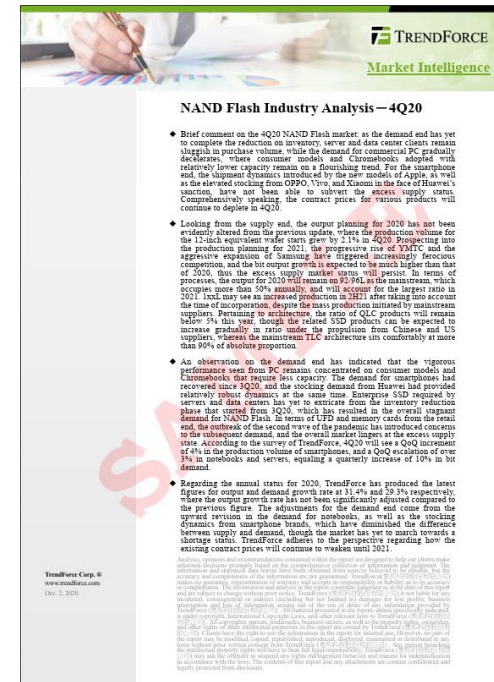 TRENDFORCE
Market Intelligence
NAND Flash Industry Analysis－4Q20
◆ Brief comment on the 4Q20 NAND Flash market: as the demand end has yet
to complete the reduction on inventory, server and data center clients remain
sluggish in purchase volume, while the demand for commercial PC gradually
decelerates, where consumer models and Chromebooks adopted with
relatively lower capacity remain on a flourishing trend. For the smartphone
end, the shipment dynamics introduced by the new models of Apple, as well
as the elevated stocking from OPPO, Vivo, and Xiaomi in the face of Huawei's
sanction, have not been able to subvert the excess supply status.
Comprehensively speaking, the contract prices for various products will
continue to deplete in 4Q20.
◆ Looking from the supply end, the output planning for 2020 has not been
evidently altered from the previous update, where the production volume for
the 12-inch equivalent wafer starts grew by 2.1% in 4Q20. Prospecting into
the production planning for 2021, the progressive rise of YMTC and the
aggressive expansion of Samsung have triggered increasingly ferocious
competition, and the bit output growth is expected to be much higher than that
of 2020, thus the excess supply market status will persist. In terms of
processes, the output for 2020 will remain on 92/96L as the mainstream, which
occupies more than 50% annually, and will account for the largest ratio in
2021. 1xxL may see an increased production in 2H21 after taking into account
the time of incorporation, despite the mass production initiated by mainstream
suppliers. Pertaining to architecture, the ratio of QLC products will remain
below 5% this year, though the related SSD products can be expected to
increase gradually in ratio under the propulsion from Chinese and US
suppliers, whereas the mainstream TLC architecture sits comfortably at more
than 90% of absolute proportion.
◆ An observation on the demand end has indicated that the vigorous
performance seen from PC remains concentrated on consumer models and
Chromebooks that require less capacity. The demand for smartphones had
recovered since 3Q20, and the stocking demand from Huawei had provided
relatively robust dynamics at the same time. Enterprise SSD required by
servers and data centers has yet to extricate from the inventory reduction
phase that started from 3Q20, which has resulted in the overall stagnant
demand for NAND Flash. In terms of UFD and memory cards from the retail
end, the outbreak of the second wave of the pandemic has introduced concerns
to the subsequent demand, and the overall market lingers at the excess supply
state. According to the survey of TrendForce, 4Q20 will see a QoQ increment
of 4% in the production volume of smartphones, and a QoQ escalation of over
3% in notebooks and servers, equaling a quarterly increase of 10% in bit
demand.
◆ Regarding the annual status for 2020, TrendForce has produced the latest
figures for output and demand growth rate at 31.4% and 29.3% respectively,
where the output growth rate has not been significantly adjusted compared to
the previous figure. The adjustments for the demand end come from the
upward revision in the demand for notebooks, as well as the stocking
dynamics from smartphone brands, which have diminished the difference
between supply and demand, though the market has yet to march towards a
shortage status. TrendForce adheres to the perspective regarding how the
existing contract prices will continue to weaken until 2021.
SAMPLE
TrendForce Corp. ®
www.trendforce.com
Dec. 2, 2020